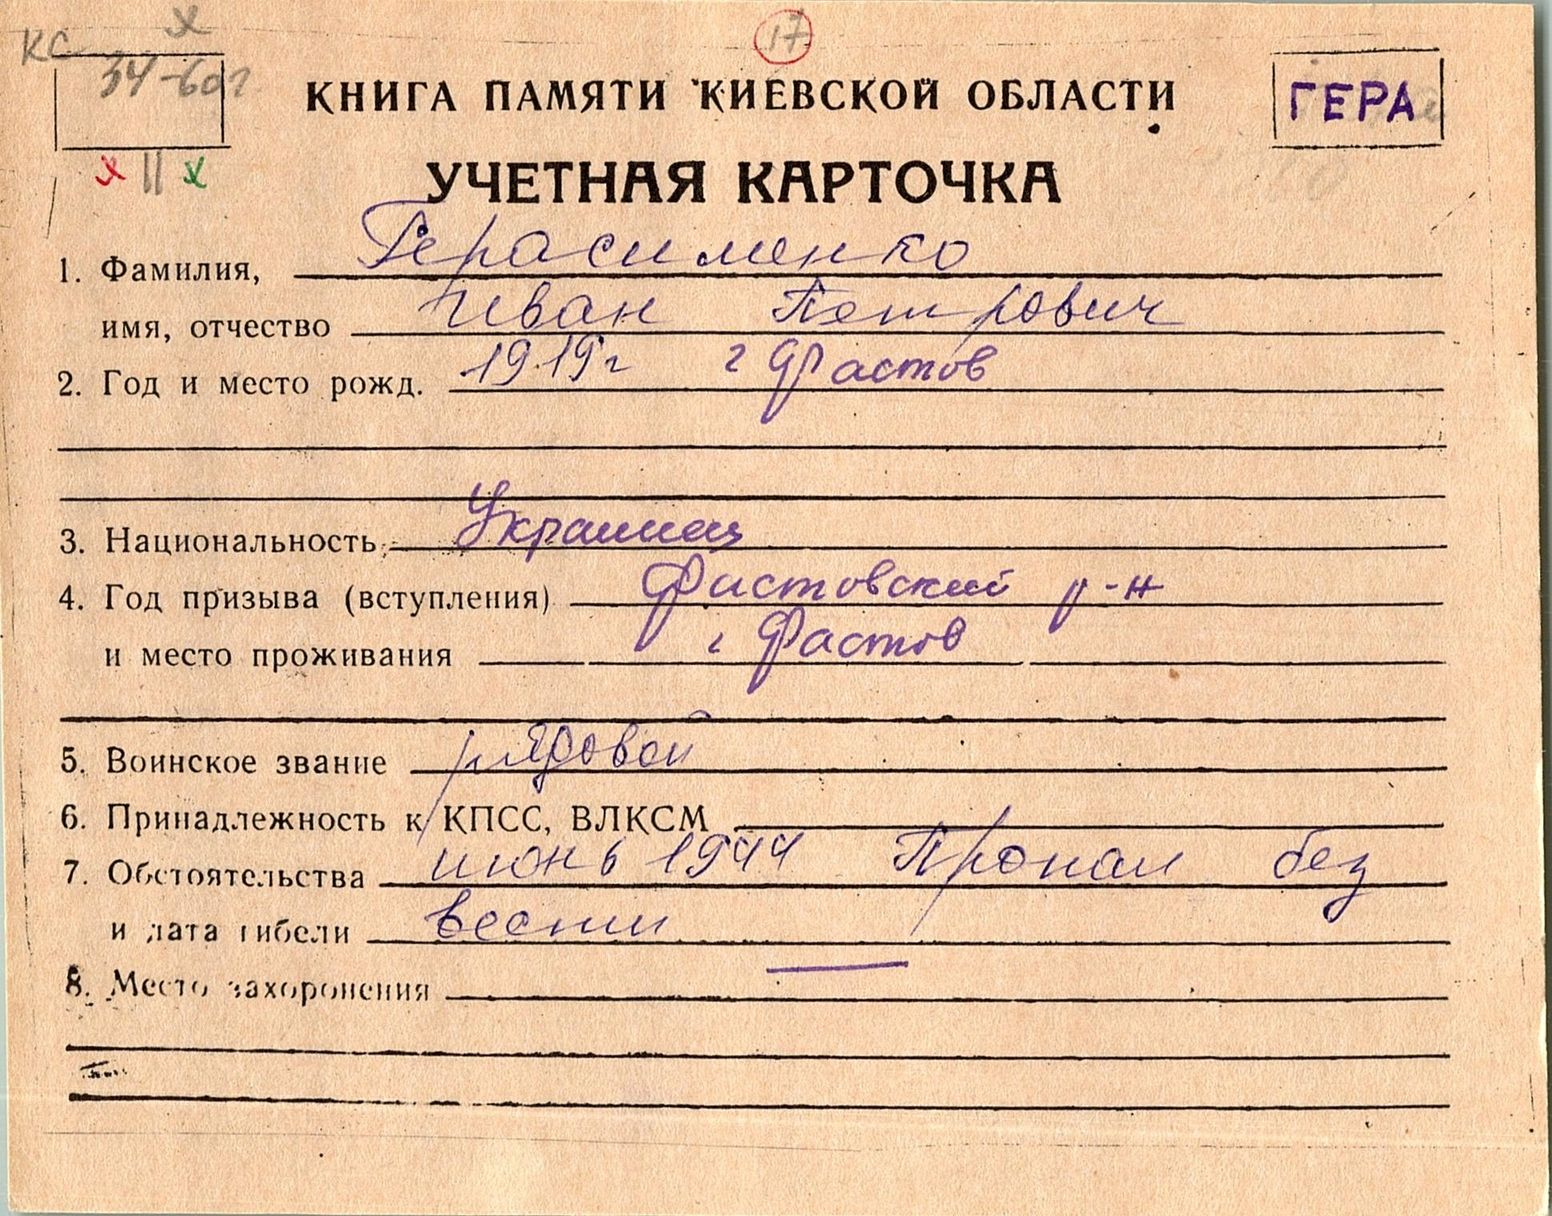 КС х
34-60г
17
КНИГА ПАМЯТИ КИЕВСКОЙ ОБЛАСТИ
ГЕРА
х II х
УЧЕТНАЯ КАРТОЧКА
1. Фамилия, Герасименко
имя, отчество Иван Петрович
2. Год и место рожд. 1919г г Фастов
3. Национальность Украинец
4. Год призыва (вступления) Фастовский р-н
и место проживания г Фастов
5. Воинское звание рядовой
6. Принадлежность к КПСС, ВЛКСМ
7. Обстоятельства июнь 1944 Пропал без
и дата гибели вести
8. Место захоронения —